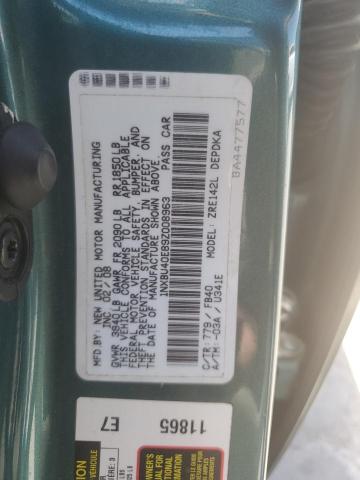 MFD BY: NEW UNITED MOTOR MANUFACTURING
INC 02/08
GVWR 3840LB GAWR FR 2090LB RR 1850LB
THIS VEHICLE CONFORMS TO ALL APPLICABLE
FEDERAL MOTOR VEHICLE SAFETY, BUMPER, AND
THEFT PREVENTION STANDARDS IN EFFECT ON
THE DATE OF MANUFACTURE SHOWN ABOVE.
1NXBU40E89Z008963 PASS CAR
MODEL: ZRE142L DEPDKA
C/TR: 779 / FB40
A/TM: -03A / U341E
BA4477577
11865
E7